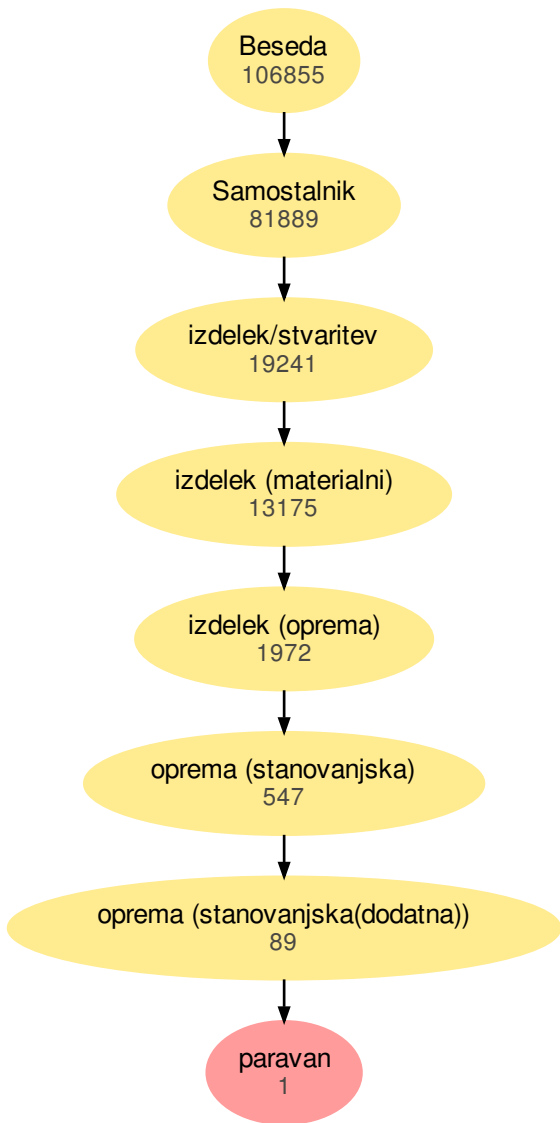 Beseda
106855
Samostalnik
81889
izdelek/stvaritev
19241
izdelek (materialni)
13175
izdelek (oprema)
1972
oprema (stanovanjska)
547
oprema (stanovanjska(dodatna))
89
paravan
1